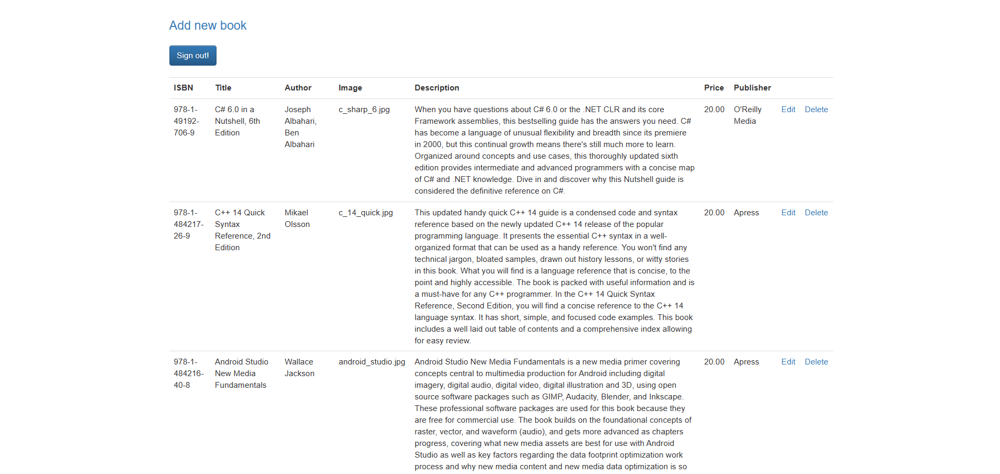 Add new book
Sign out!
ISBN Title Author Image Description Price Publisher
978-1-
49192-
706-9
C# 6.0 in a
Nutshell, 6th
Edition
Joseph
Albahari,
Ben
Albahari
c_sharp_6.jpg
When you have questions about C# 6.0 or the .NET CLR and its core
Framework assemblies, this bestselling guide has the answers you need. C#
has become a language of unusual flexibility and breadth since its premiere
in 2000, but this continual growth means there's still much more to learn.
Organized around concepts and use cases, this thoroughly updated sixth
edition provides intermediate and advanced programmers with a concise map
of C# and .NET knowledge. Dive in and discover why this Nutshell guide is
considered the definitive reference on C#.
20.00
O'Reilly
Media
Edit
Delete
978-1-
484217-
26-9
C++ 14 Quick
Syntax
Reference, 2nd
Edition
Mikael
Olsson
c_14_quick.jpg
This updated handy quick C++ 14 guide is a condensed code and syntax
reference based on the newly updated C++ 14 release of the popular
programming language. It presents the essential C++ syntax in a well-
organized format that can be used as a handy reference. You won't find any
technical jargon, bloated samples, drawn out history lessons, or witty stories
in this book. What you will find is a language reference that is concise, to the
point and highly accessible. The book is packed with useful information and is
a must-have for any C++ programmer. In the C++ 14 Quick Syntax
Reference, Second Edition, you will find a concise reference to the C++ 14
language syntax. It has short, simple, and focused code examples. This book
includes a well laid out table of contents and a comprehensive index allowing
for easy review.
20.00
Apress
Edit
Delete
978-1-
484216-
40-8
Android Studio
New Media
Fundamentals
Wallace
Jackson
android_studio.jpg
Android Studio New Media Fundamentals is a new media primer covering
concepts central to multimedia production for Android including digital
imagery, digital audio, digital video, digital illustration and 3D, using open
source software packages such as GIMP, Audacity, Blender, and Inkscape.
These professional software packages are used for this book because they
are free for commercial use. The book builds on the foundational concepts of
raster, vector, and waveform (audio), and gets more advanced as chapters
progress, covering what new media assets are best for use with Android
Studio as well as key factors regarding the data footprint optimization work
process and why new media content and new media data optimization is so
20.00
Apress
Edit
Delete